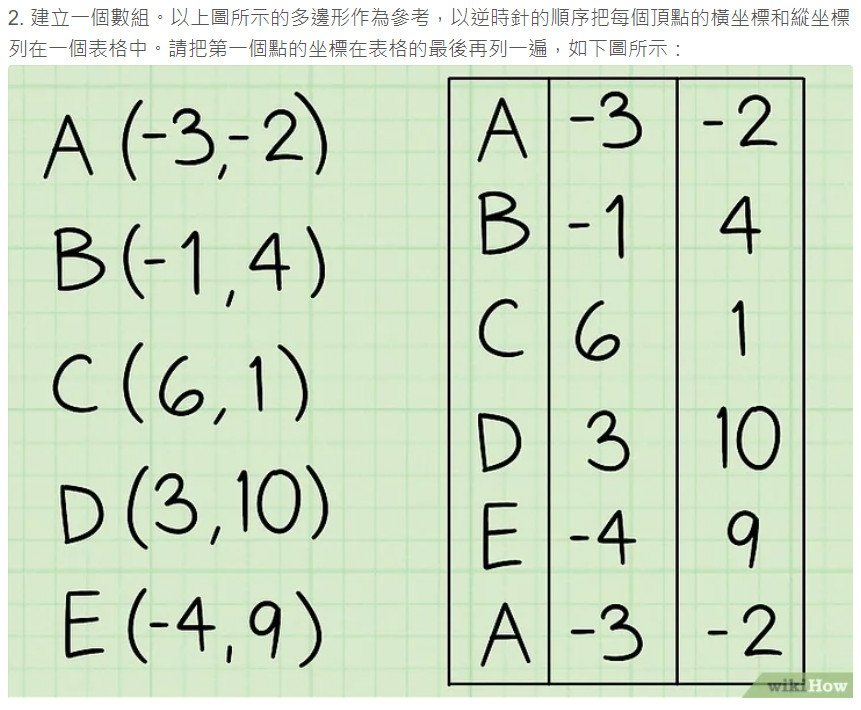 2. 建立一個數組。以上圖所示的多邊形作為參考，以逆時針的順序把每個頂點的橫坐標和縱坐標
列在一個表格中。請把第一個點的坐標在表格的最後再列一遍，如下圖所示：
A (-3,-2)
B (-1,4)
C (6,1)
D (3,10)
E (-4,9)
A -3 -2
B -1 4
C 6 1
D 3 10
E -4 9
A -3 -2
wikiHow